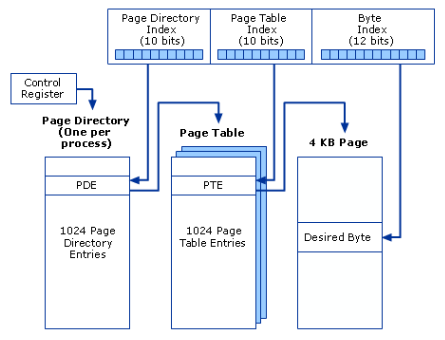 Page Directory
Index
(10 bits)
Page Table
Index
(10 bits)
Byte
Index
(12 bits)
Control
Register
Page Directory
(One per
process)
Page Table
4 KB Page
PDE
PTE
1024 Page
Directory
Entries
1024 Page
Table Entries
Desired Byte